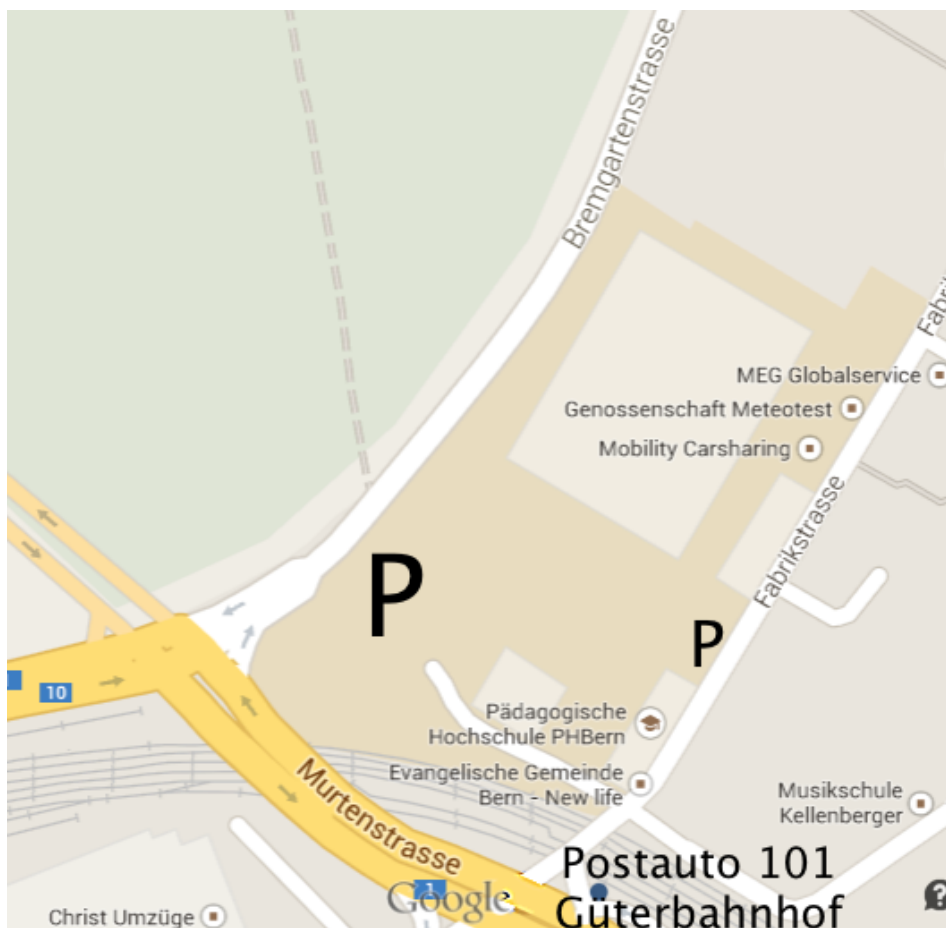 Bremgartenstrasse
Fabrik
MEG Globalservice
Genossenschaft Meteotest
Mobility Carsharing
Fabrikstrasse
P
P
10
Pädagogische
Hochschule PHBern
Evangelische Gemeinde
Bern - New life
Murtenstrasse
Musikschule
Kellenberger
Postauto 101
Güterbahnhof
1
Google
Christ Umzüge
?